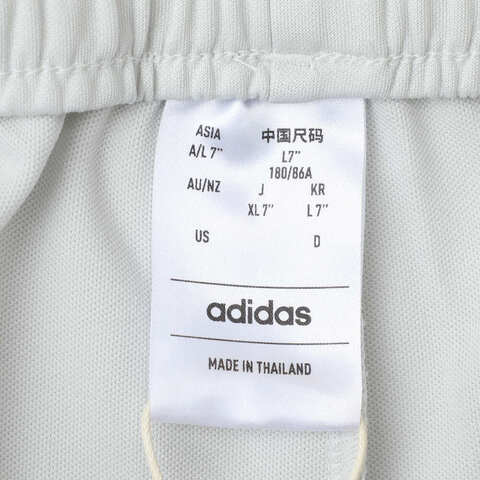 ASIA 中国尺码
A/L 7" L7"
180/86A
AU/NZ J KR
XL 7" L 7"
US D
adidas
MADE IN THAILAND